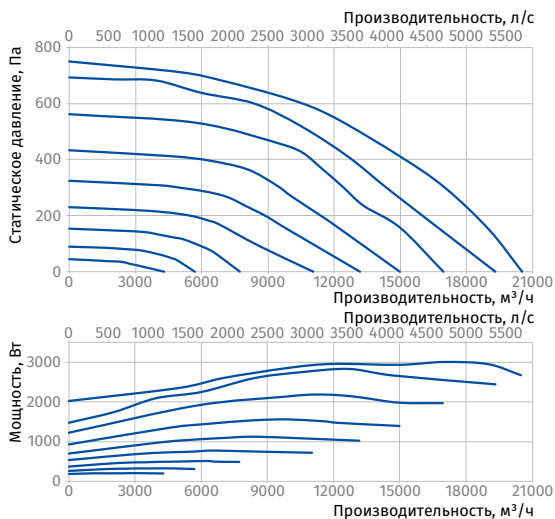 Производительность, л/с
0 500 1000 1500 2000 2500 3000 3500 4000 4500 5000 5500
Статическое давление, Па
800
600
400
200
0
0 3000 6000 9000 12000 15000 18000 21000
Производительность, м³/ч
Производительность, л/с
0 500 1000 1500 2000 2500 3000 3500 4000 4500 5000 5500
Мощность, Вт
3000
2000
1000
0
0 3000 6000 9000 12000 15000 18000 21000
Производительность, м³/ч